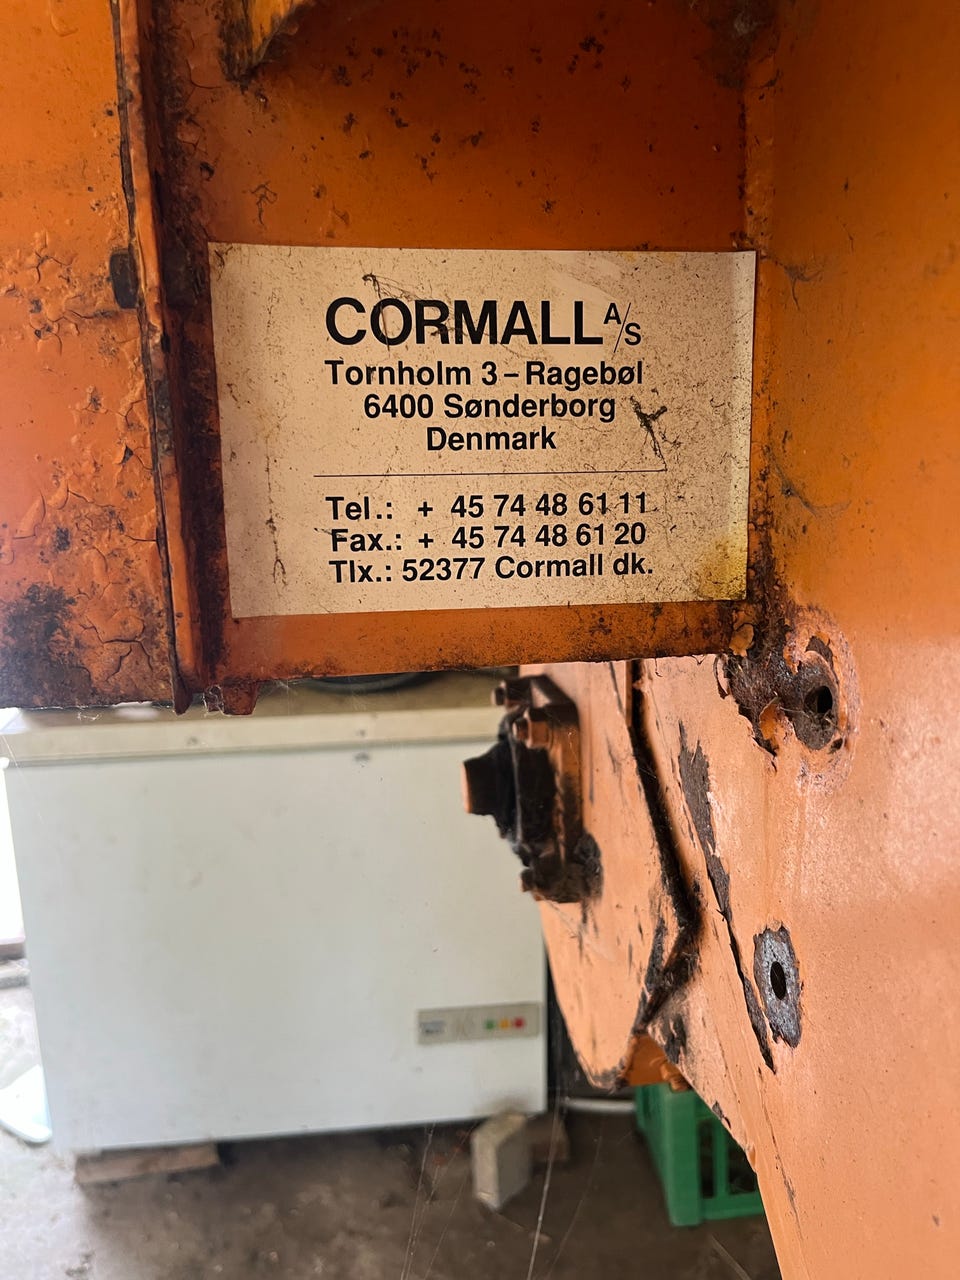 CORMALL A/S
Tornholm 3 – Ragebøl
6400 Sønderborg
Denmark
Tel.: + 45 74 48 61 11
Fax.: + 45 74 48 61 20
Tlx.: 52377 Cormall dk.